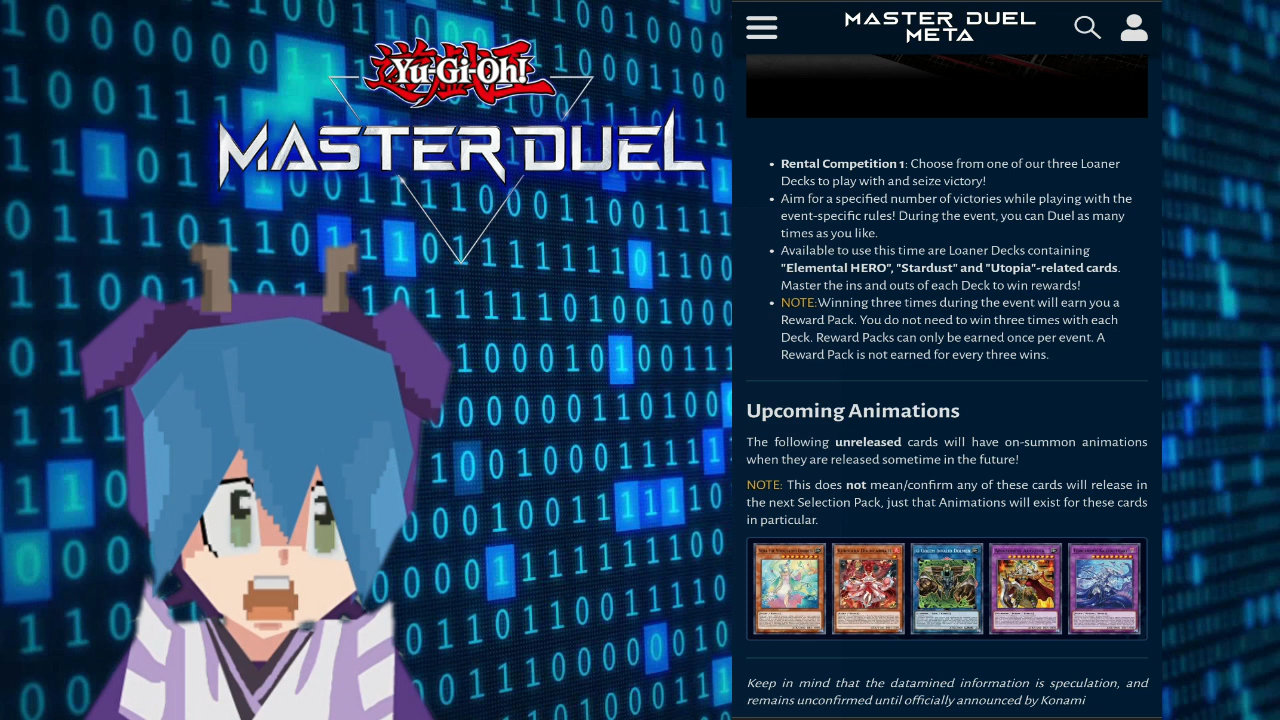 遊戯王
Yu-Gi-Oh!
MASTER DUEL
MASTER DUEL
META
• Rental Competition 1: Choose from one of our three Loaner
Decks to play with and seize victory!
• Aim for a specified number of victories while playing with the
event-specific rules! During the event, you can Duel as many
times as you like.
• Available to use this time are Loaner Decks containing
"Elemental HERO", "Stardust" and "Utopia"-related cards.
Master the ins and outs of each Deck to win rewards!
• NOTE:Winning three times during the event will earn you a
Reward Pack. You do not need to win three times with each
Deck. Reward Packs can only be earned once per event. A
Reward Pack is not earned for every three wins.
Upcoming Animations
The following unreleased cards will have on-summon animations
when they are released sometime in the future!
NOTE: This does not mean/confirm any of these cards will release in
the next Selection Pack, just that Animations will exist for these cards
in particular.
Keep in mind that the datamined information is speculation, and
remains unconfirmed until officially announced by Konami